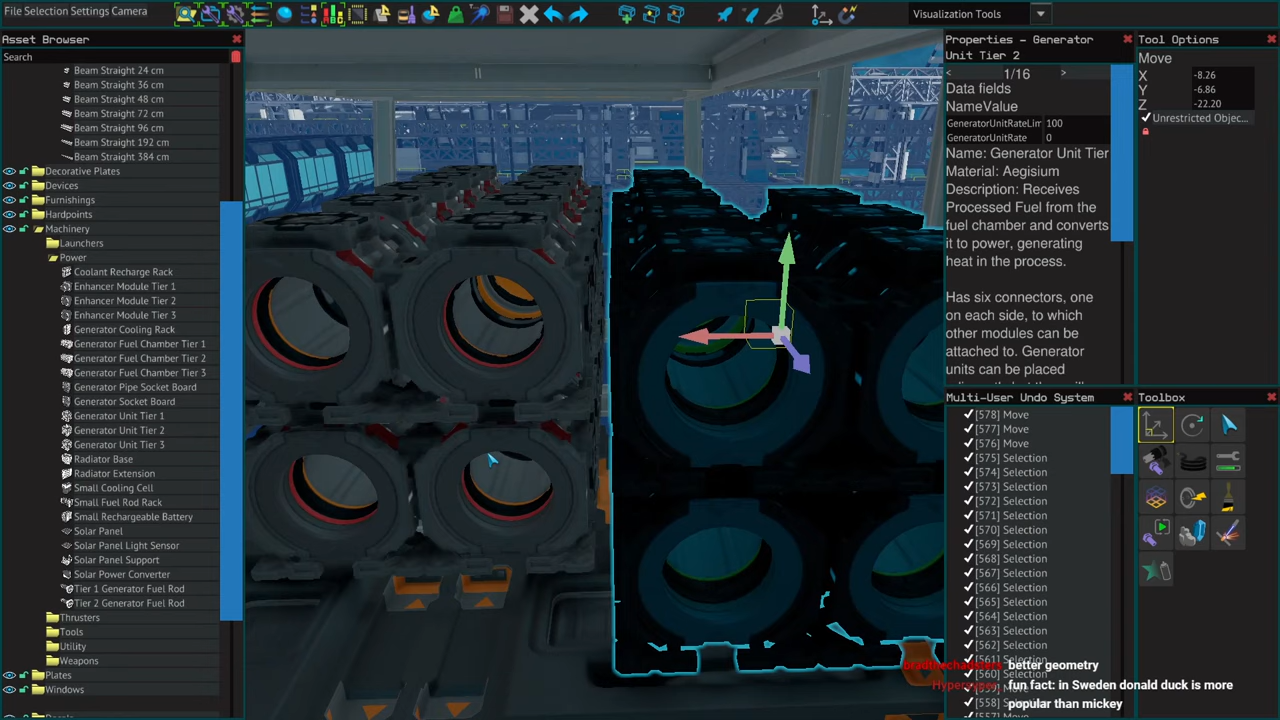 File Selection Settings Camera
Visualization Tools
Asset Browser
Search
Beam Straight 24 cm
Beam Straight 36 cm
Beam Straight 48 cm
Beam Straight 72 cm
Beam Straight 96 cm
Beam Straight 192 cm
Beam Straight 384 cm
Decorative Plates
Devices
Furnishings
Hardpoints
Machinery
Launchers
Power
Coolant Recharge Rack
Enhancer Module Tier 1
Enhancer Module Tier 2
Enhancer Module Tier 3
Generator Cooling Rack
Generator Fuel Chamber Tier 1
Generator Fuel Chamber Tier 2
Generator Fuel Chamber Tier 3
Generator Pipe Socket Board
Generator Socket Board
Generator Unit Tier 1
Generator Unit Tier 2
Generator Unit Tier 3
Radiator Base
Radiator Extension
Small Cooling Cell
Small Fuel Rod Rack
Small Rechargeable Battery
Solar Panel
Solar Panel Light Sensor
Solar Panel Support
Solar Power Converter
Tier 1 Generator Fuel Rod
Tier 2 Generator Fuel Rod
Thrusters
Tools
Utility
Weapons
Plates
Windows
Properties - Generator
Unit Tier 2
< 1/16 >
Data fields
NameValue
GeneratorUnitRateLim 100
GeneratorUnitRate 0
Name: Generator Unit Tier
Material: Aegisium
Description: Receives
Processed Fuel from the
fuel chamber and converts
it to power, generating
heat in the process.
Has six connectors, one
on each side, to which
other modules can be
attached to. Generator
units can be placed
Tool Options
Move
X -8.26
Y -6.86
Z -22.20
Unrestricted Objec...
Multi-User Undo System
[578] Move
[577] Move
[576] Move
[575] Selection
[574] Selection
[573] Selection
[572] Selection
[571] Selection
[570] Selection
[569] Selection
[568] Selection
[567] Selection
[566] Selection
[565] Selection
[564] Selection
[563] Selection
[562] Selection
[561] Selection
[560] Selection
[558] Selection
Toolbox
better geometry
fun fact: in Sweden donald duck is more
popular than mickey